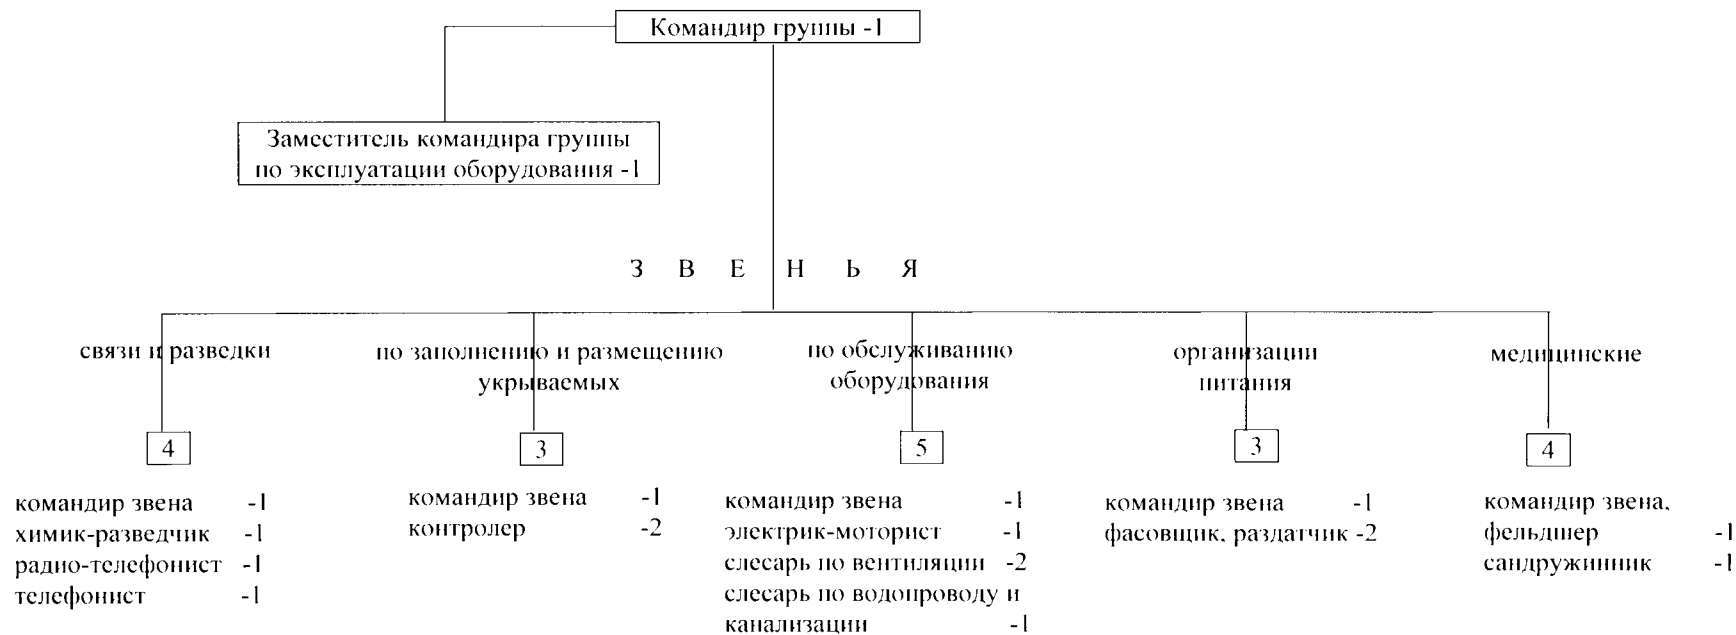 Командир группы -1
Заместитель командира группы
по эксплуатации оборудования -1
З В Е Н Ь Я
связи и разведки
по заполнению и размещению
укрываемых
по обслуживанию
оборудования
организации
питания
медицинские
4
3
5
3
4
командир звена -1
химик-разведчик -1
радио-телефонист -1
телефонист -1
командир звена -1
контролер -2
командир звена -1
электрик-моторист -1
слесарь по вентиляции -2
слесарь по водопроводу и
канализации -1
командир звена -1
фасовщик, раздатчик -2
командир звена,
фельдшер -1
сандружинник -1